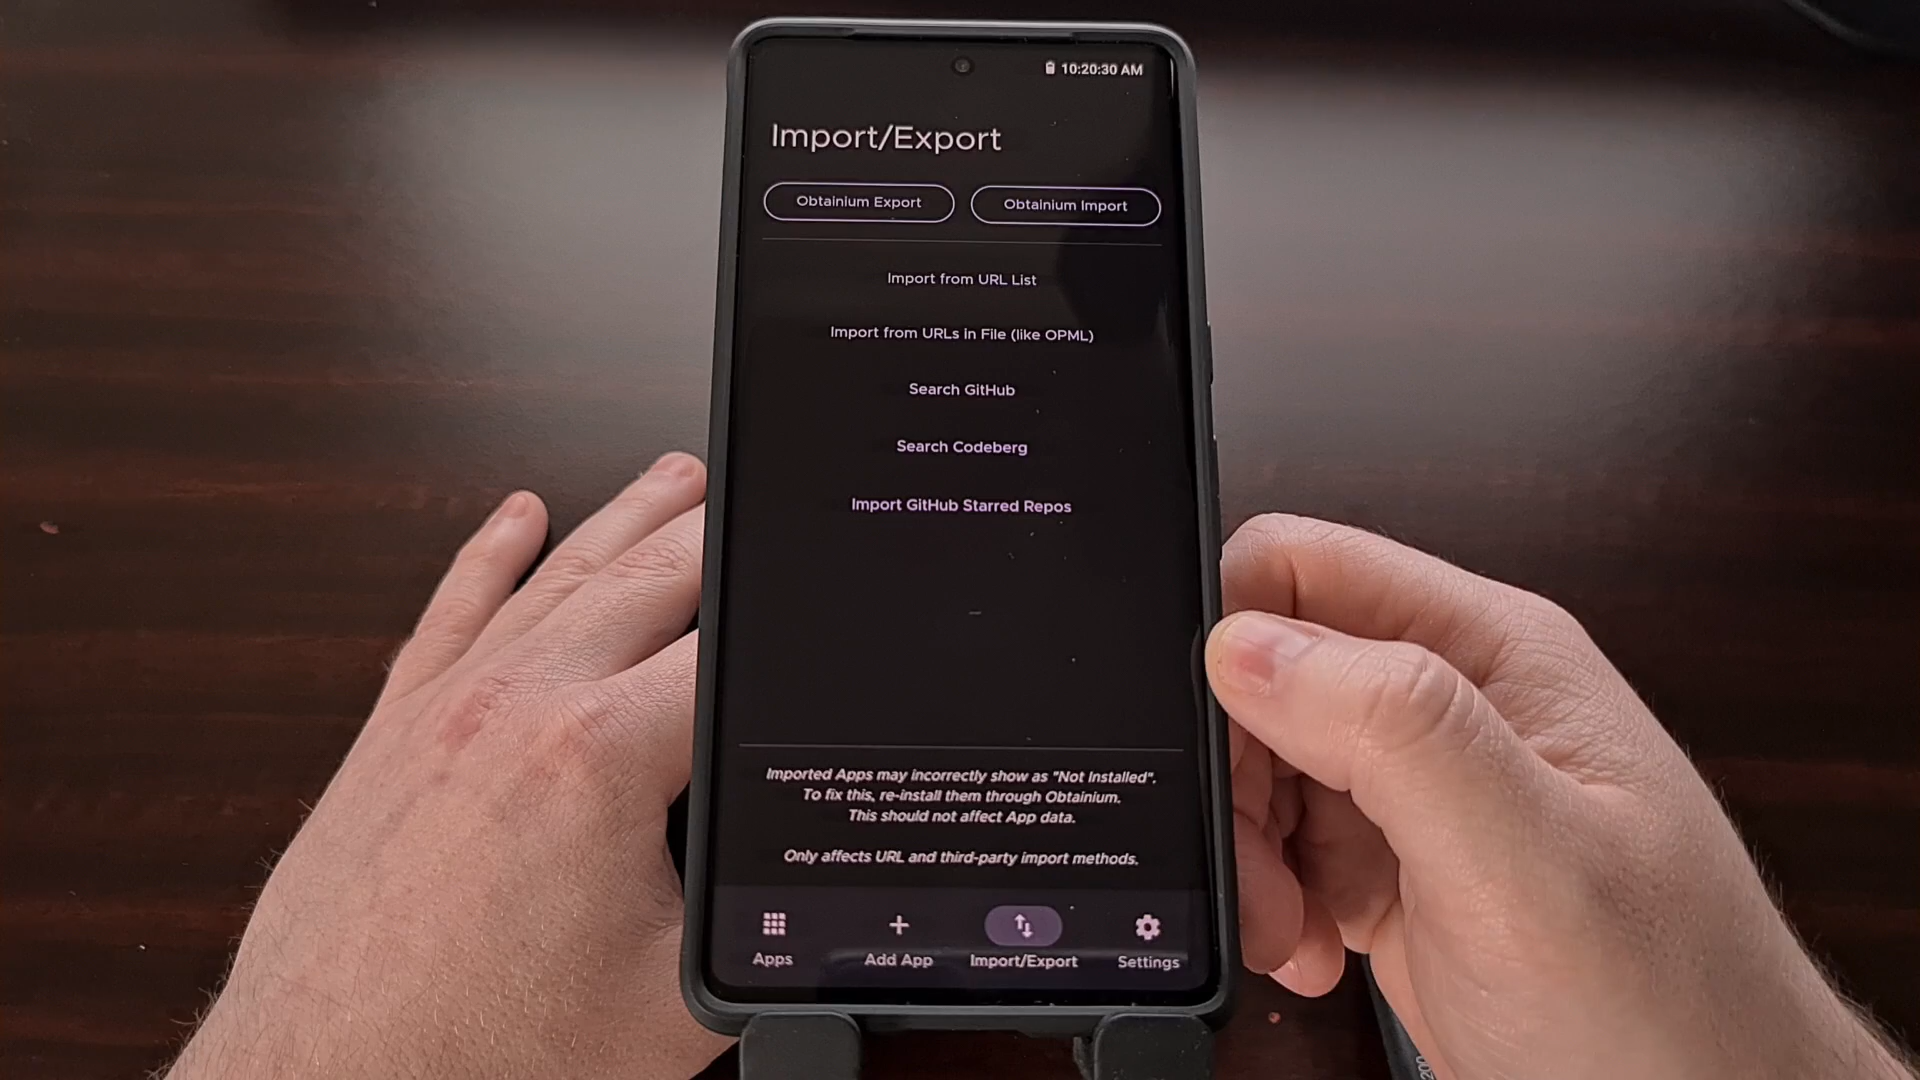 10:20:30 AM
Import/Export
Obtainium Export
Obtainium Import
Import from URL List
Import from URLs in File (like OPML)
Search GitHub
Search Codeberg
Import GitHub Starred Repos
Imported Apps may incorrectly show as "Not Installed".
To fix this, re-install them through Obtainium.
This should not affect App data.
Only affects URL and third-party import methods.
Apps
Add App
Import/Export
Settings